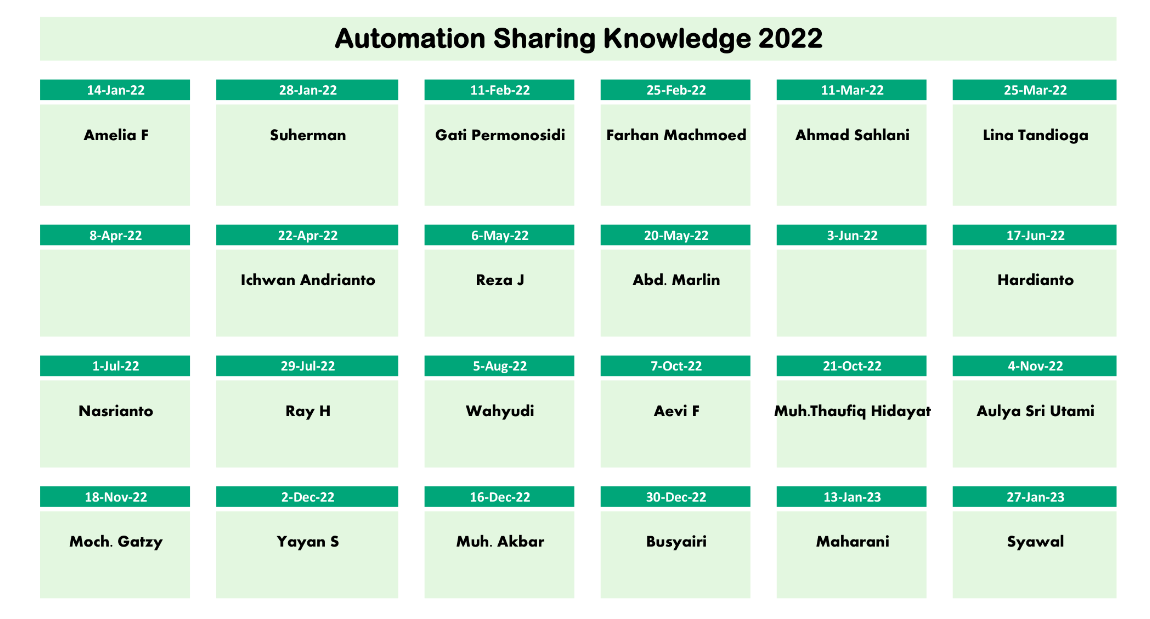 Automation Sharing Knowledge 2022
14-Jan-22 28-Jan-22 11-Feb-22 25-Feb-22 11-Mar-22 25-Mar-22
Amelia F Suherman Gati Permonosidi Farhan Machmoed Ahmad Sahlani Lina Tandioga
8-Apr-22 22-Apr-22 6-May-22 20-May-22 3-Jun-22 17-Jun-22
Ichwan Andrianto Reza J Abd. Marlin Hardianto
1-Jul-22 29-Jul-22 5-Aug-22 7-Oct-22 21-Oct-22 4-Nov-22
Nasrianto Ray H Wahyudi Aevi F Muh.Thaufiq Hidayat Aulya Sri Utami
18-Nov-22 2-Dec-22 16-Dec-22 30-Dec-22 13-Jan-23 27-Jan-23
Moch. Gatzy Yayan S Muh. Akbar Busyairi Maharani Syawal